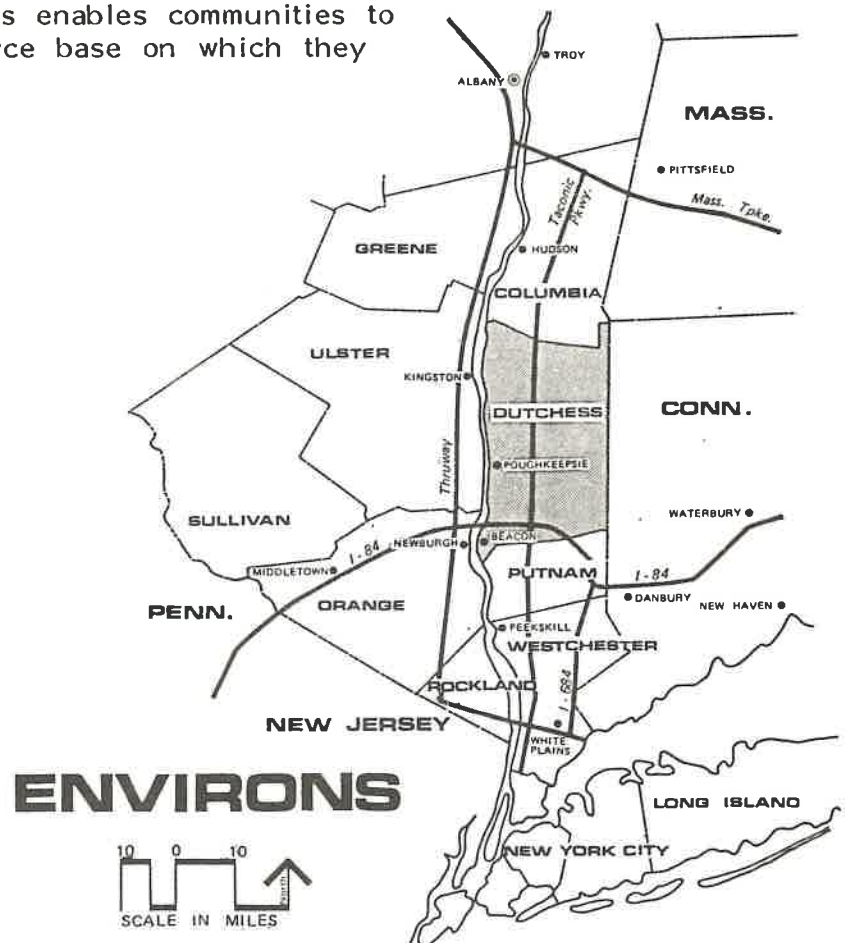 s enables communities to
rce base on which they
TROY
ALBANY
MASS.
PITTSFIELD
Taconic
Pkwy.
Mass. Tpke.
HUDSON
GREENE
COLUMBIA
ULSTER
KINGSTON
DUTCHESS
CONN.
Thruway
POUGHKEEPSIE
WATERBURY
SULLIVAN
I-84
NEWBURGH
BEACON
MIDDLETOWN
PUTNAM
I-84
DANBURY
PENN.
ORANGE
NEW HAVEN
PEEKSKILL
WESTCHESTER
ROCKLAND
I-684
NEW JERSEY
WHITE
PLAINS
ENVIRONS
LONG ISLAND
NEW YORK CITY
10 0 10
North
SCALE IN MILES